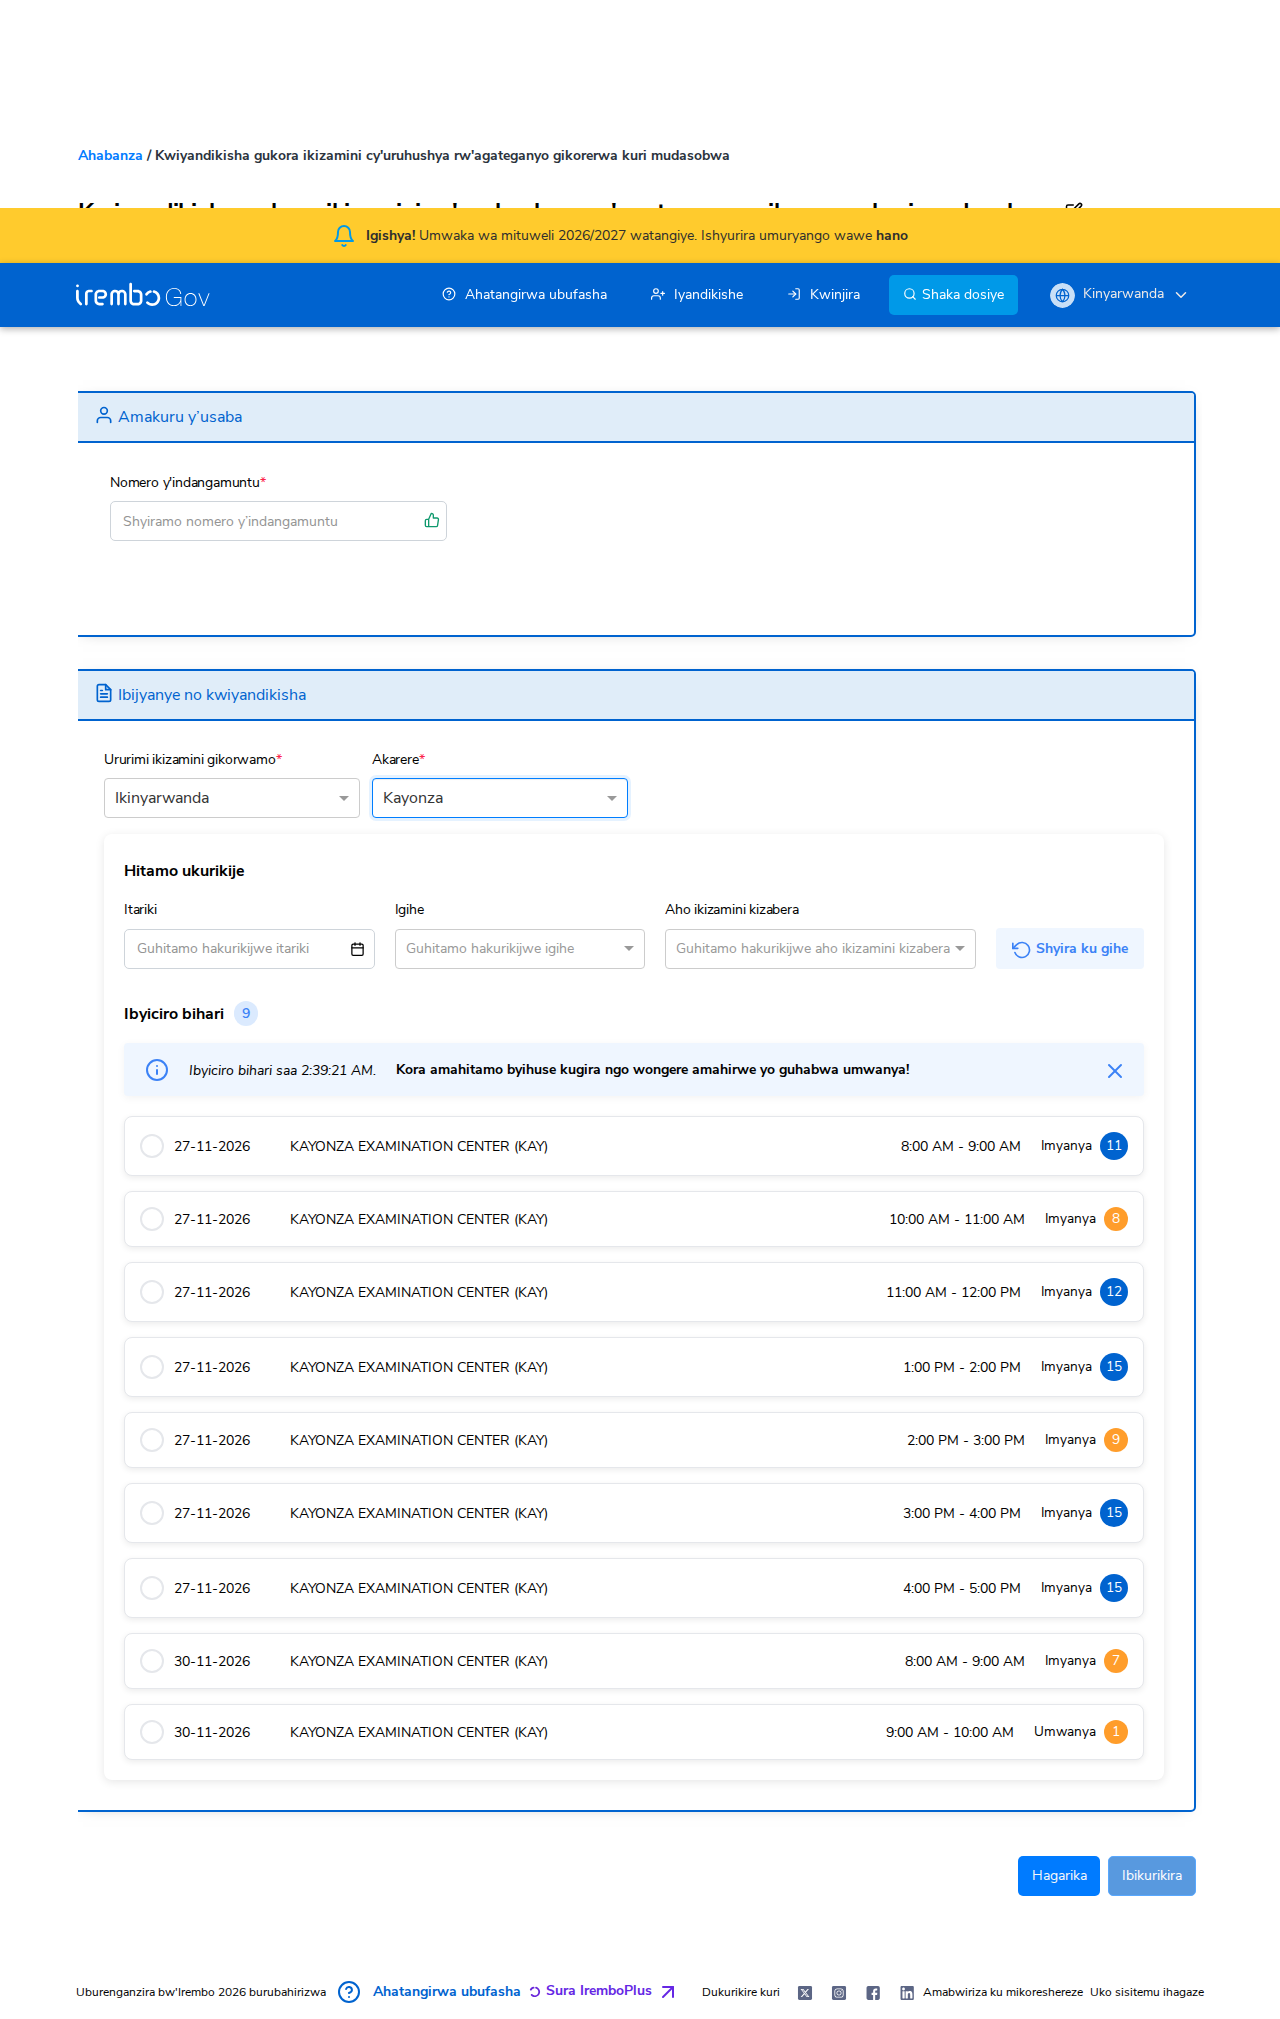 Ahabanza / Kwiyandikisha gukora ikizamini cy'uruhushya rw'agateganyo gikorerwa kuri mudasobwa
Igishya! Umwaka wa mituweli 2026/2027 watangiye. Ishyurira umuryango wawe hano
irembo Gov
Ahatangirwa ubufasha
Iyandikishe
Kwinjira
Shaka dosiye
Kinyarwanda
Amakuru y’usaba
Nomero y'indangamuntu*
Shyiramo nomero y’indangamuntu
Ibijyanye no kwiyandikisha
Ururimi ikizamini gikorwamo* Akarere*
Ikinyarwanda Kayonza
Hitamo ukurikije
Itariki Igihe Aho ikizamini kizabera
Guhitamo hakurikijwe itariki Guhitamo hakurikijwe igihe Guhitamo hakurikijwe aho ikizamini kizabera Shyira ku gihe
Ibyiciro bihari 9
Ibyiciro bihari saa 2:39:21 AM. Kora amahitamo byihuse kugira ngo wongere amahirwe yo guhabwa umwanya!
27-11-2026 KAYONZA EXAMINATION CENTER (KAY) 8:00 AM - 9:00 AM Imyanya 11
27-11-2026 KAYONZA EXAMINATION CENTER (KAY) 10:00 AM - 11:00 AM Imyanya 8
27-11-2026 KAYONZA EXAMINATION CENTER (KAY) 11:00 AM - 12:00 PM Imyanya 12
27-11-2026 KAYONZA EXAMINATION CENTER (KAY) 1:00 PM - 2:00 PM Imyanya 15
27-11-2026 KAYONZA EXAMINATION CENTER (KAY) 2:00 PM - 3:00 PM Imyanya 9
27-11-2026 KAYONZA EXAMINATION CENTER (KAY) 3:00 PM - 4:00 PM Imyanya 15
27-11-2026 KAYONZA EXAMINATION CENTER (KAY) 4:00 PM - 5:00 PM Imyanya 15
30-11-2026 KAYONZA EXAMINATION CENTER (KAY) 8:00 AM - 9:00 AM Imyanya 7
30-11-2026 KAYONZA EXAMINATION CENTER (KAY) 9:00 AM - 10:00 AM Umwanya 1
Hagarika Ibikurikira
Uburenganzira bw'Irembo 2026 burubahirizwa Ahatangirwa ubufasha Sura IremboPlus Dukurikire kuri Amabwiriza ku mikoreshereze Uko sisitemu ihagaze